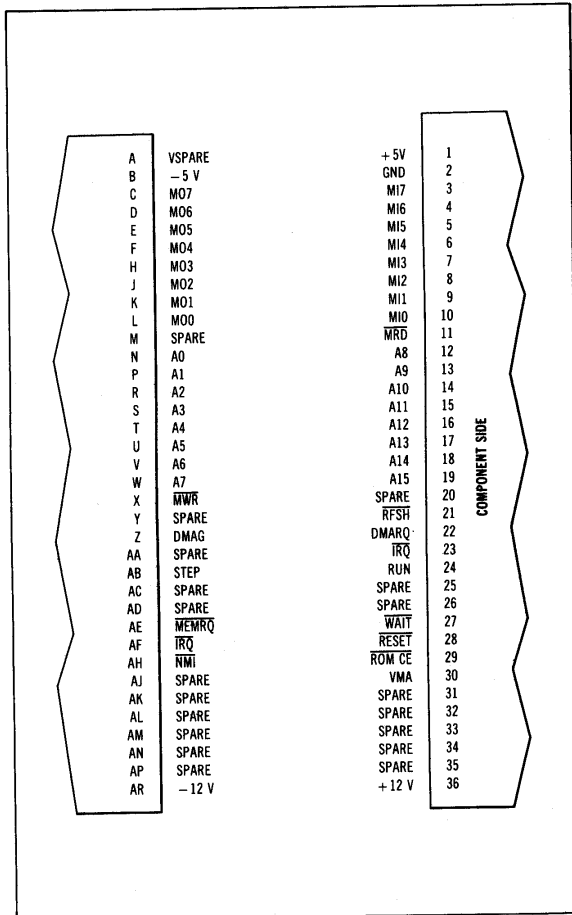 A VSPARE
B –5 V
C MO7
D MO6
E MO5
F MO4
H MO3
J MO2
K MO1
L MO0
M SPARE
N A0
P A1
R A2
S A3
T A4
U A5
V A6
W A7
X MWR
Y SPARE
Z DMAG
AA SPARE
AB STEP
AC SPARE
AD SPARE
AE MEMRQ
AF IRQ
AH NMI
AJ SPARE
AK SPARE
AL SPARE
AM SPARE
AN SPARE
AP SPARE
AR –12 V
+5V 1
GND 2
MI7 3
MI6 4
MI5 5
MI4 6
MI3 7
MI2 8
MI1 9
MI0 10
MRD 11
A8 12
A9 13
A10 14
A11 15
A12 16
A13 17
A14 18
A15 19
SPARE 20
RFSH 21
DMARQ 22
IRQ 23
RUN 24
SPARE 25
SPARE 26
WAIT 27
RESET 28
ROM CE 29
VMA 30
SPARE 31
SPARE 32
SPARE 33
SPARE 34
SPARE 35
+12 V 36
COMPONENT SIDE